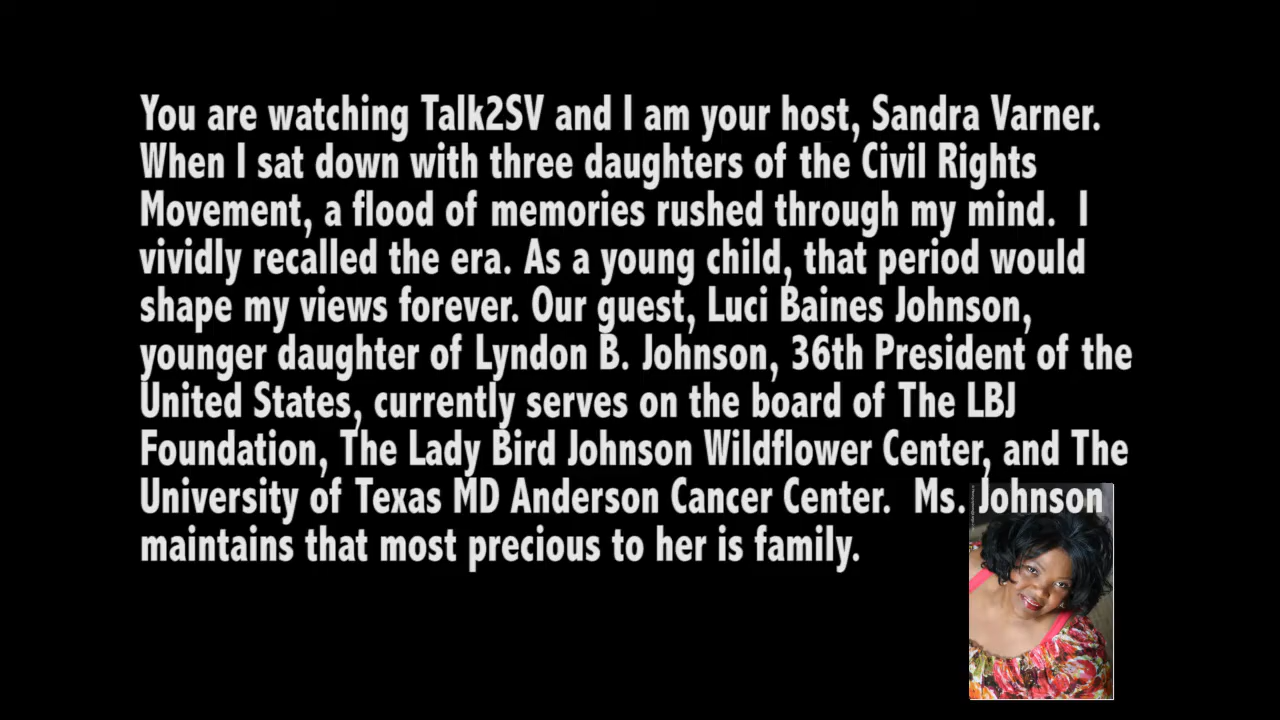 You are watching Talk2SV and I am your host, Sandra Varner.
When I sat down with three daughters of the Civil Rights
Movement, a flood of memories rushed through my mind.  I
vividly recalled the era. As a young child, that period would
shape my views forever. Our guest, Luci Baines Johnson,
younger daughter of Lyndon B. Johnson, 36th President of the
United States, currently serves on the board of The LBJ
Foundation, The Lady Bird Johnson Wildflower Center, and The
University of Texas MD Anderson Cancer Center.  Ms. Johnson
maintains that most precious to her is family.